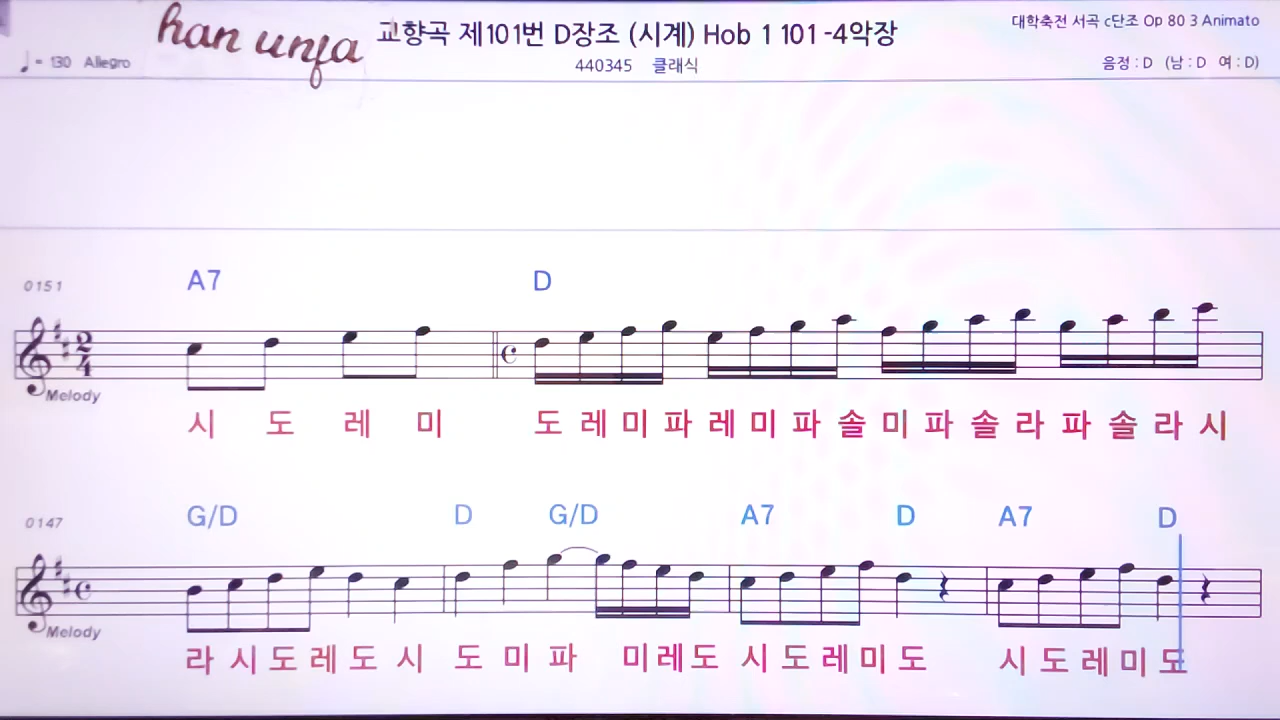 han unfa
교향곡 제101번 D장조 (시계) Hob 1 101 -4악장
대학축전 서곡 c단조 Op 80 3 Animato
♩ = 130 Allegro
440345 클래식
음정 : D (남 : D 여 : D)
0151
A7 D
2/4
Melody
시 도 레 미 도 레 미 파 레 미 파 솔 미 파 솔 라 파 솔 라 시
0147
G/D D G/D A7 D A7 D
Melody
라 시 도 레 도 시 도 미 파 미 레 도 시 도 레 미 도 시 도 레 미 도